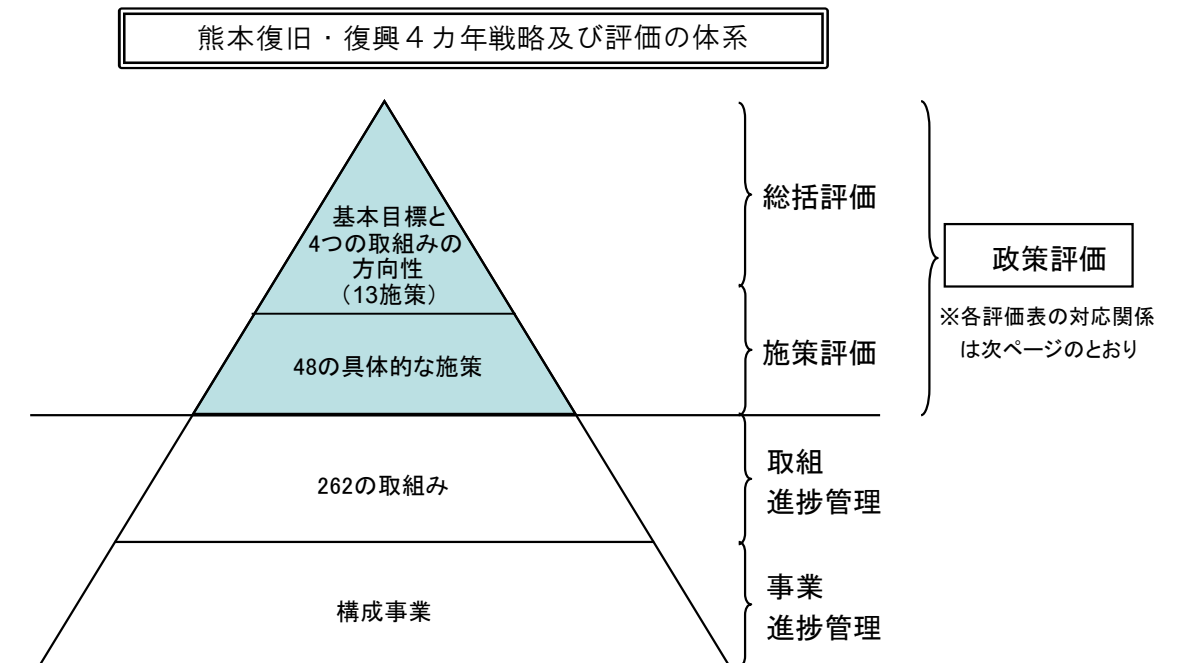 熊本復旧・復興4カ年戦略及び評価の体系
基本目標と
4つの取組みの
方向性
（13施策）
48の具体的な施策
262の取組み
構成事業
総括評価
施策評価
取組
進捗管理
事業
進捗管理
政策評価
※各評価表の対応関係
は次ページのとおり